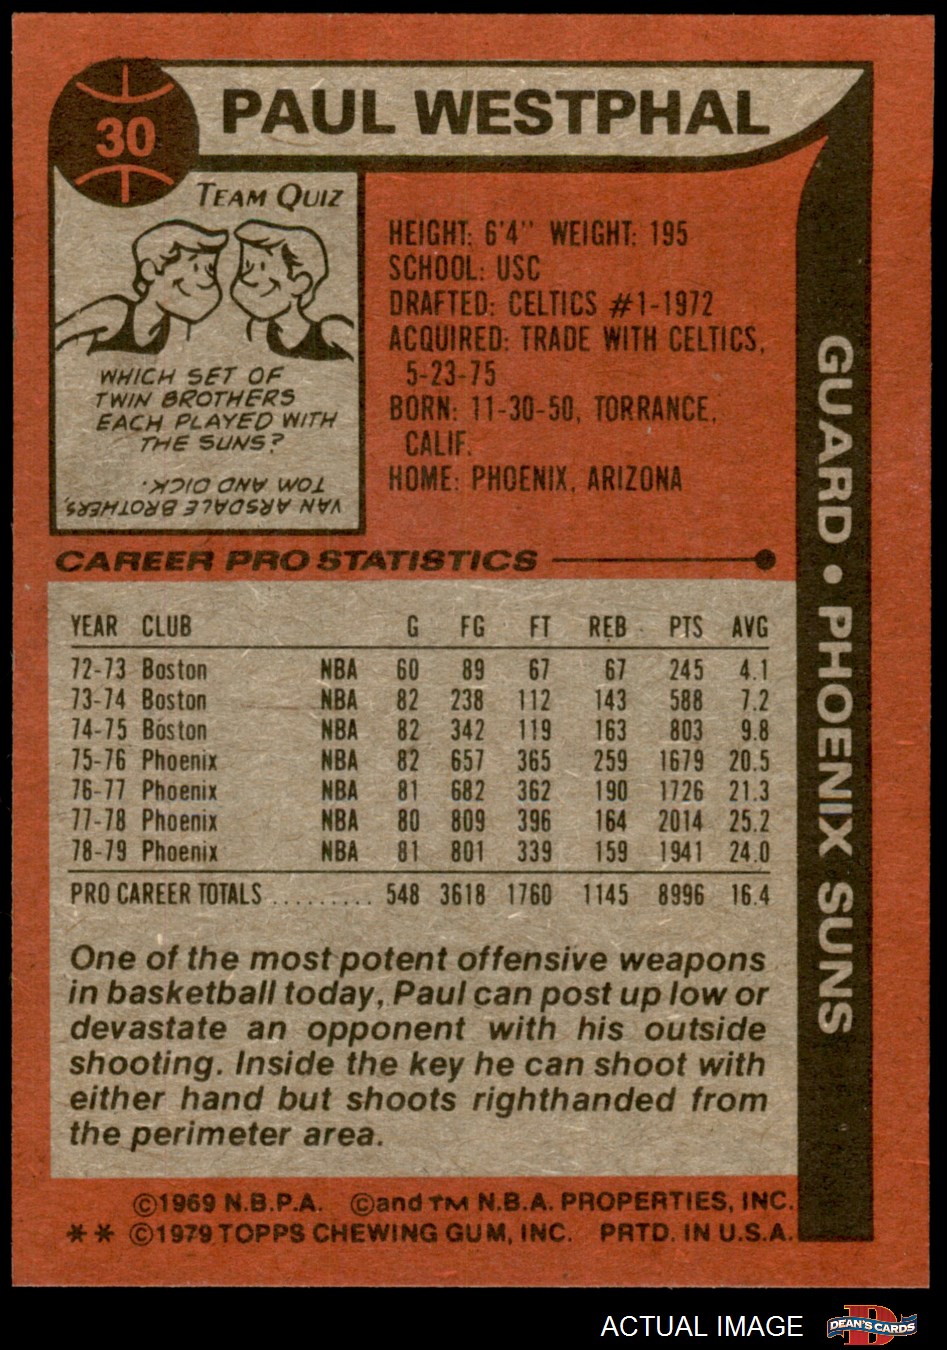 30
PAUL WESTPHAL
TEAM QUIZ
WHICH SET OF
TWIN BROTHERS
EACH PLAYED WITH
THE SUNS?
VAN ARSDALE BROTHERS,
TOM AND DICK.
HEIGHT: 6'4" WEIGHT: 195
SCHOOL: USC
DRAFTED: CELTICS #1-1972
ACQUIRED: TRADE WITH CELTICS,
5-23-75
BORN: 11-30-50, TORRANCE,
CALIF.
HOME: PHOENIX, ARIZONA
GUARD • PHOENIX SUNS
CAREER PRO STATISTICS
YEAR CLUB G FG FT REB PTS AVG
72-73 Boston NBA 60 89 67 67 245 4.1
73-74 Boston NBA 82 238 112 143 588 7.2
74-75 Boston NBA 82 342 119 163 803 9.8
75-76 Phoenix NBA 82 657 365 259 1679 20.5
76-77 Phoenix NBA 81 682 362 190 1726 21.3
77-78 Phoenix NBA 80 809 396 164 2014 25.2
78-79 Phoenix NBA 81 801 339 159 1941 24.0
PRO CAREER TOTALS ......... 548 3618 1760 1145 8996 16.4
One of the most potent offensive weapons
in basketball today, Paul can post up low or
devastate an opponent with his outside
shooting. Inside the key he can shoot with
either hand but shoots righthanded from
the perimeter area.
©1969 N.B.P.A. ©and TM N.B.A. PROPERTIES, INC.
** ©1979 TOPPS CHEWING GUM, INC. PRTD. IN U.S.A.
ACTUAL IMAGE
D
DEAN'S CARDS